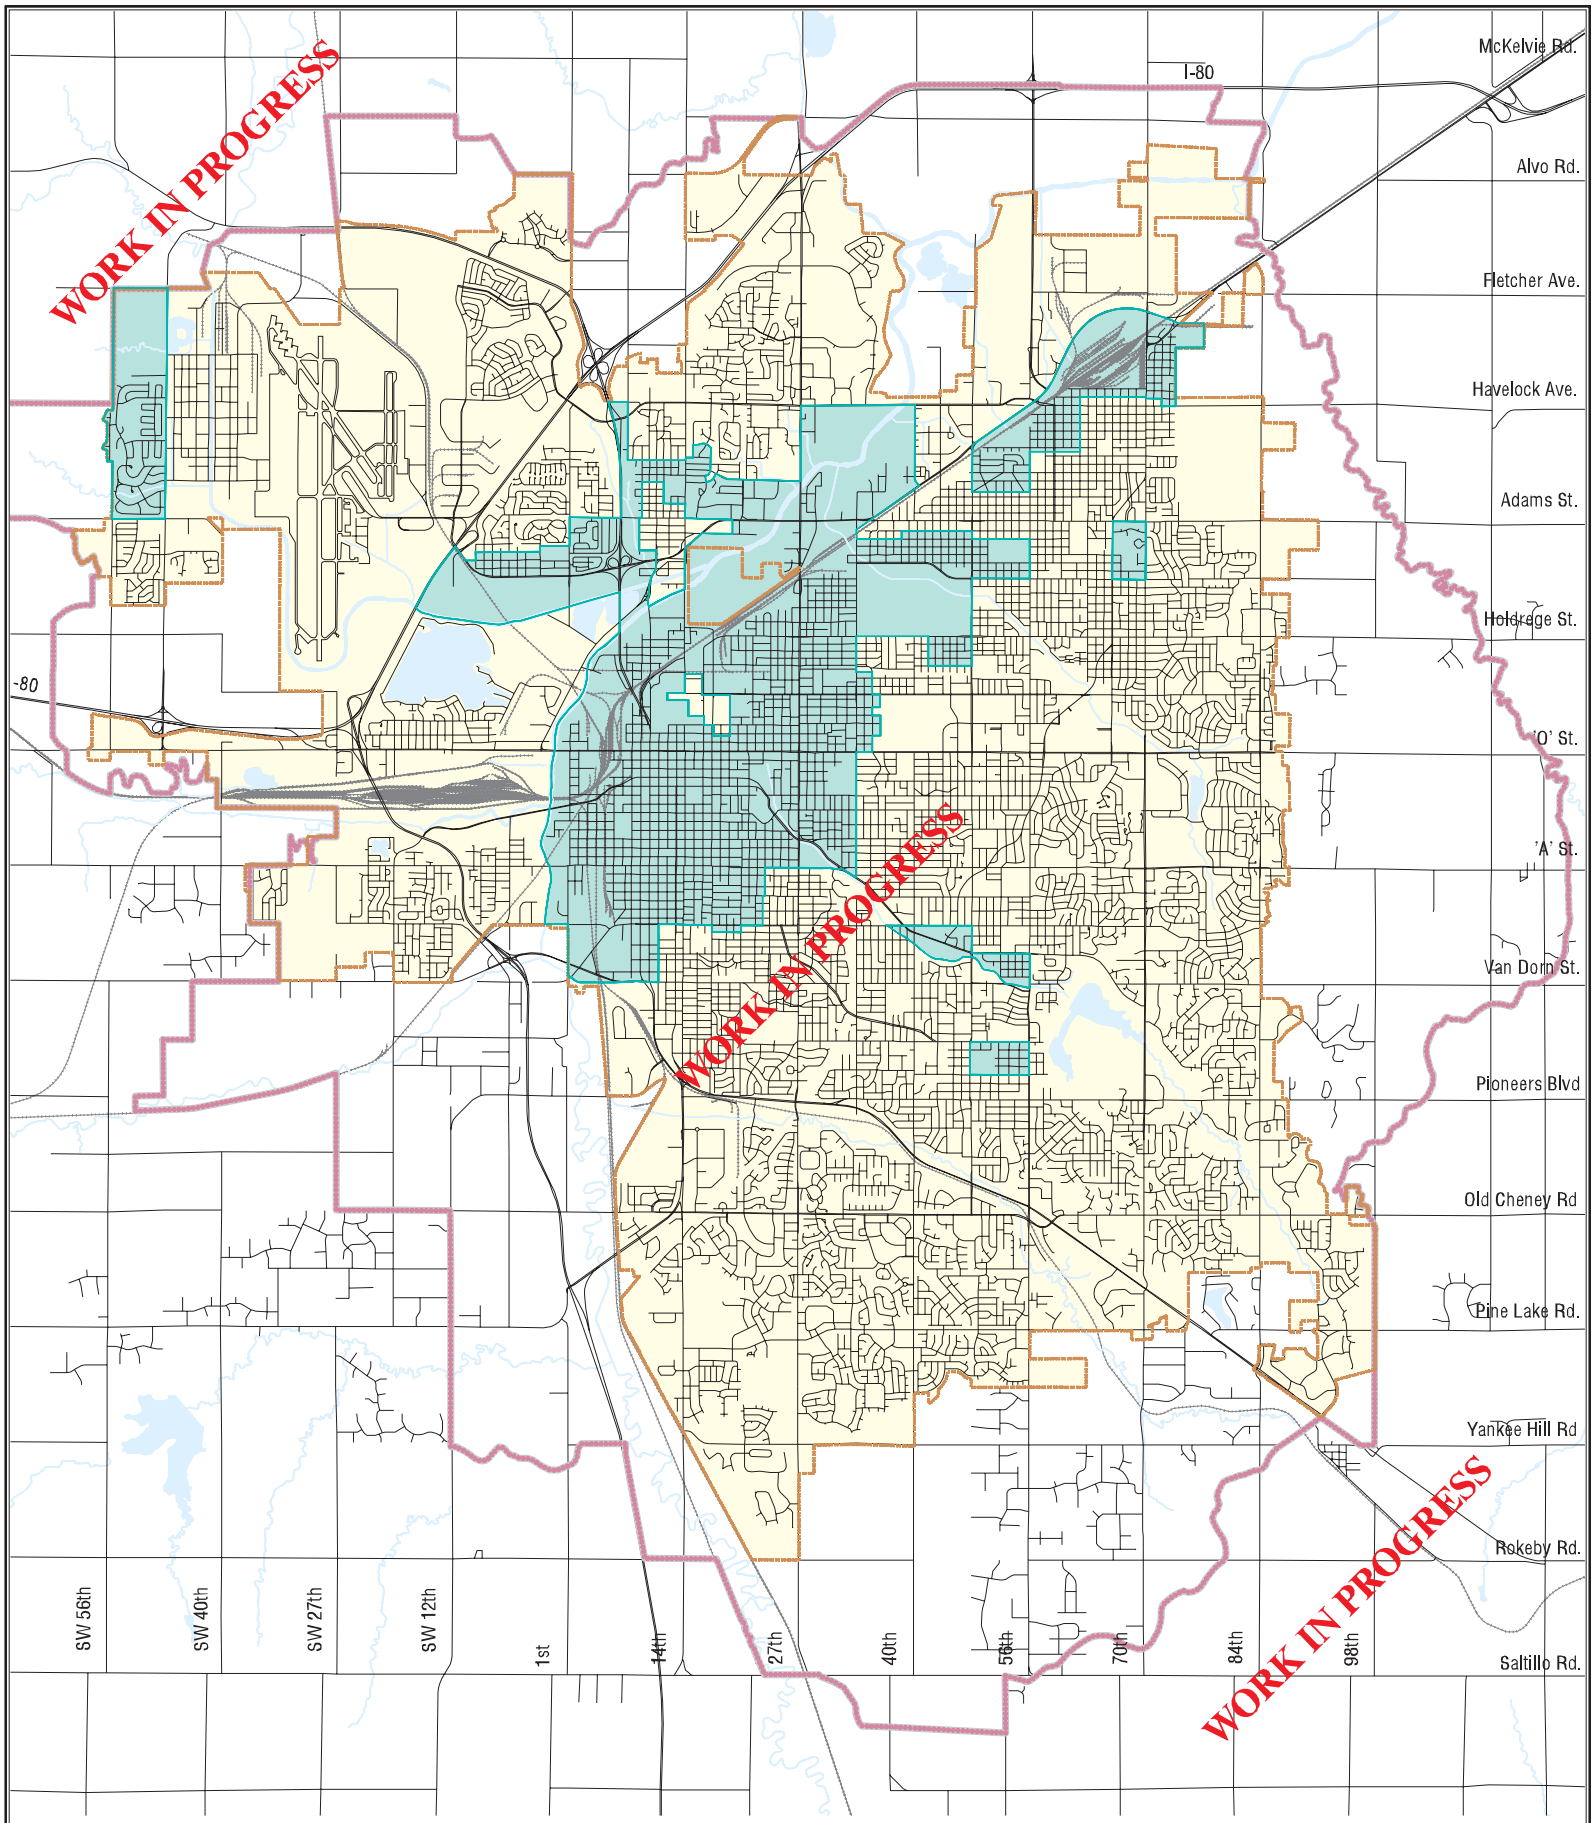 McKelvie Rd.
I-80
WORK IN PROGRESS
Alvo Rd.
Fletcher Ave.
Havelock Ave.
Adams St.
Holdrege St.
-80
'O' St.
WORK IN PROGRESS
'A' St.
Van Dorn St.
Pioneers Blvd
Old Cheney Rd
Pine Lake Rd.
Yankee Hill Rd
WORK IN PROGRESS
Rokeby Rd.
SW 56th
SW 40th
SW 27th
SW 12th
1st
14th
27th
40th
56th
70th
84th
98th
Saltillo Rd.